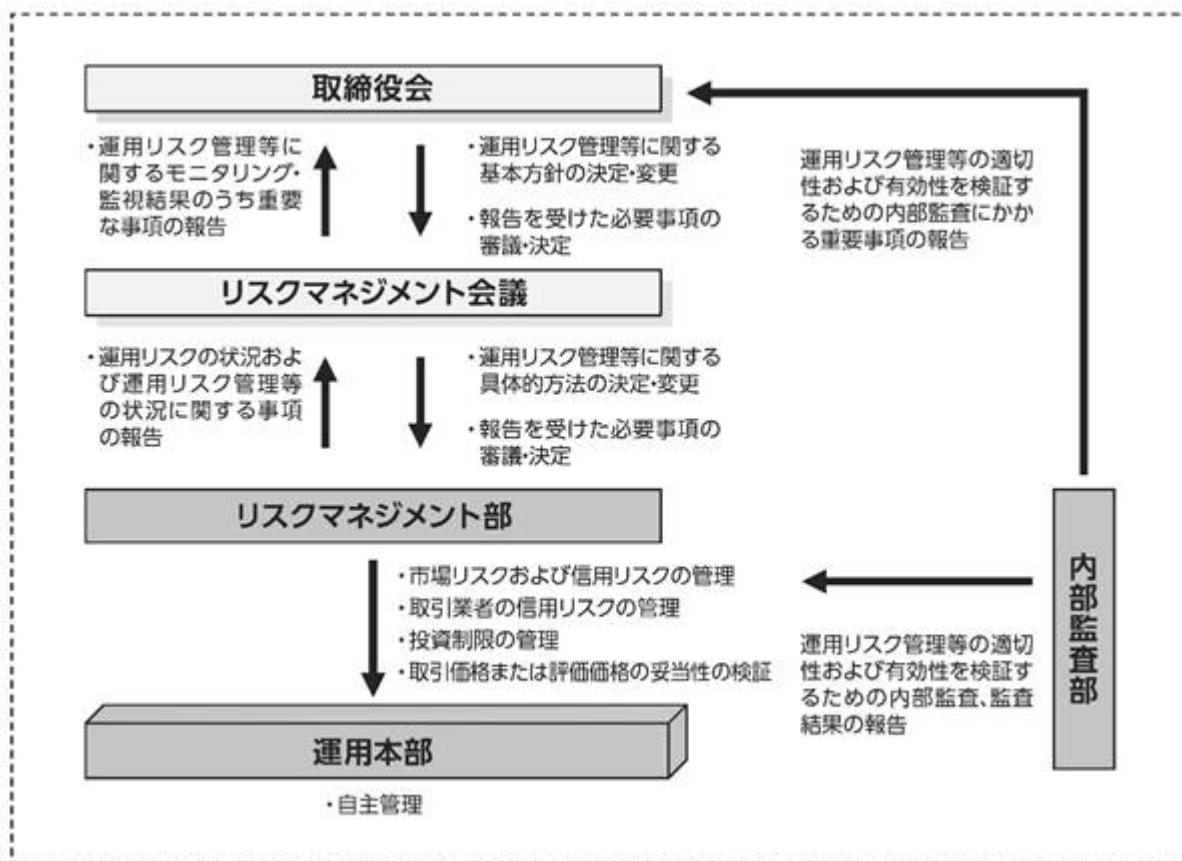 取締役会
・運用リスク管理等に
関するモニタリング・
監視結果のうち重要
な事項の報告
・運用リスク管理等に関する
基本方針の決定・変更
・報告を受けた必要事項の
審議・決定
運用リスク管理等の適切
性および有効性を検証す
るための内部監査にかか
る重要事項の報告
リスクマネジメント会議
・運用リスクの状況およ
び運用リスク管理等
の状況に関する事項
の報告
・運用リスク管理等に関する
具体的方法の決定・変更
・報告を受けた必要事項の
審議・決定
リスクマネジメント部
・市場リスクおよび信用リスクの管理
・取引業者の信用リスクの管理
・投資制限の管理
・取引価格または評価価格の妥当性の検証
内部監査部
運用リスク管理等の適切
性および有効性を検証す
るための内部監査、監査
結果の報告
運用本部
・自主管理